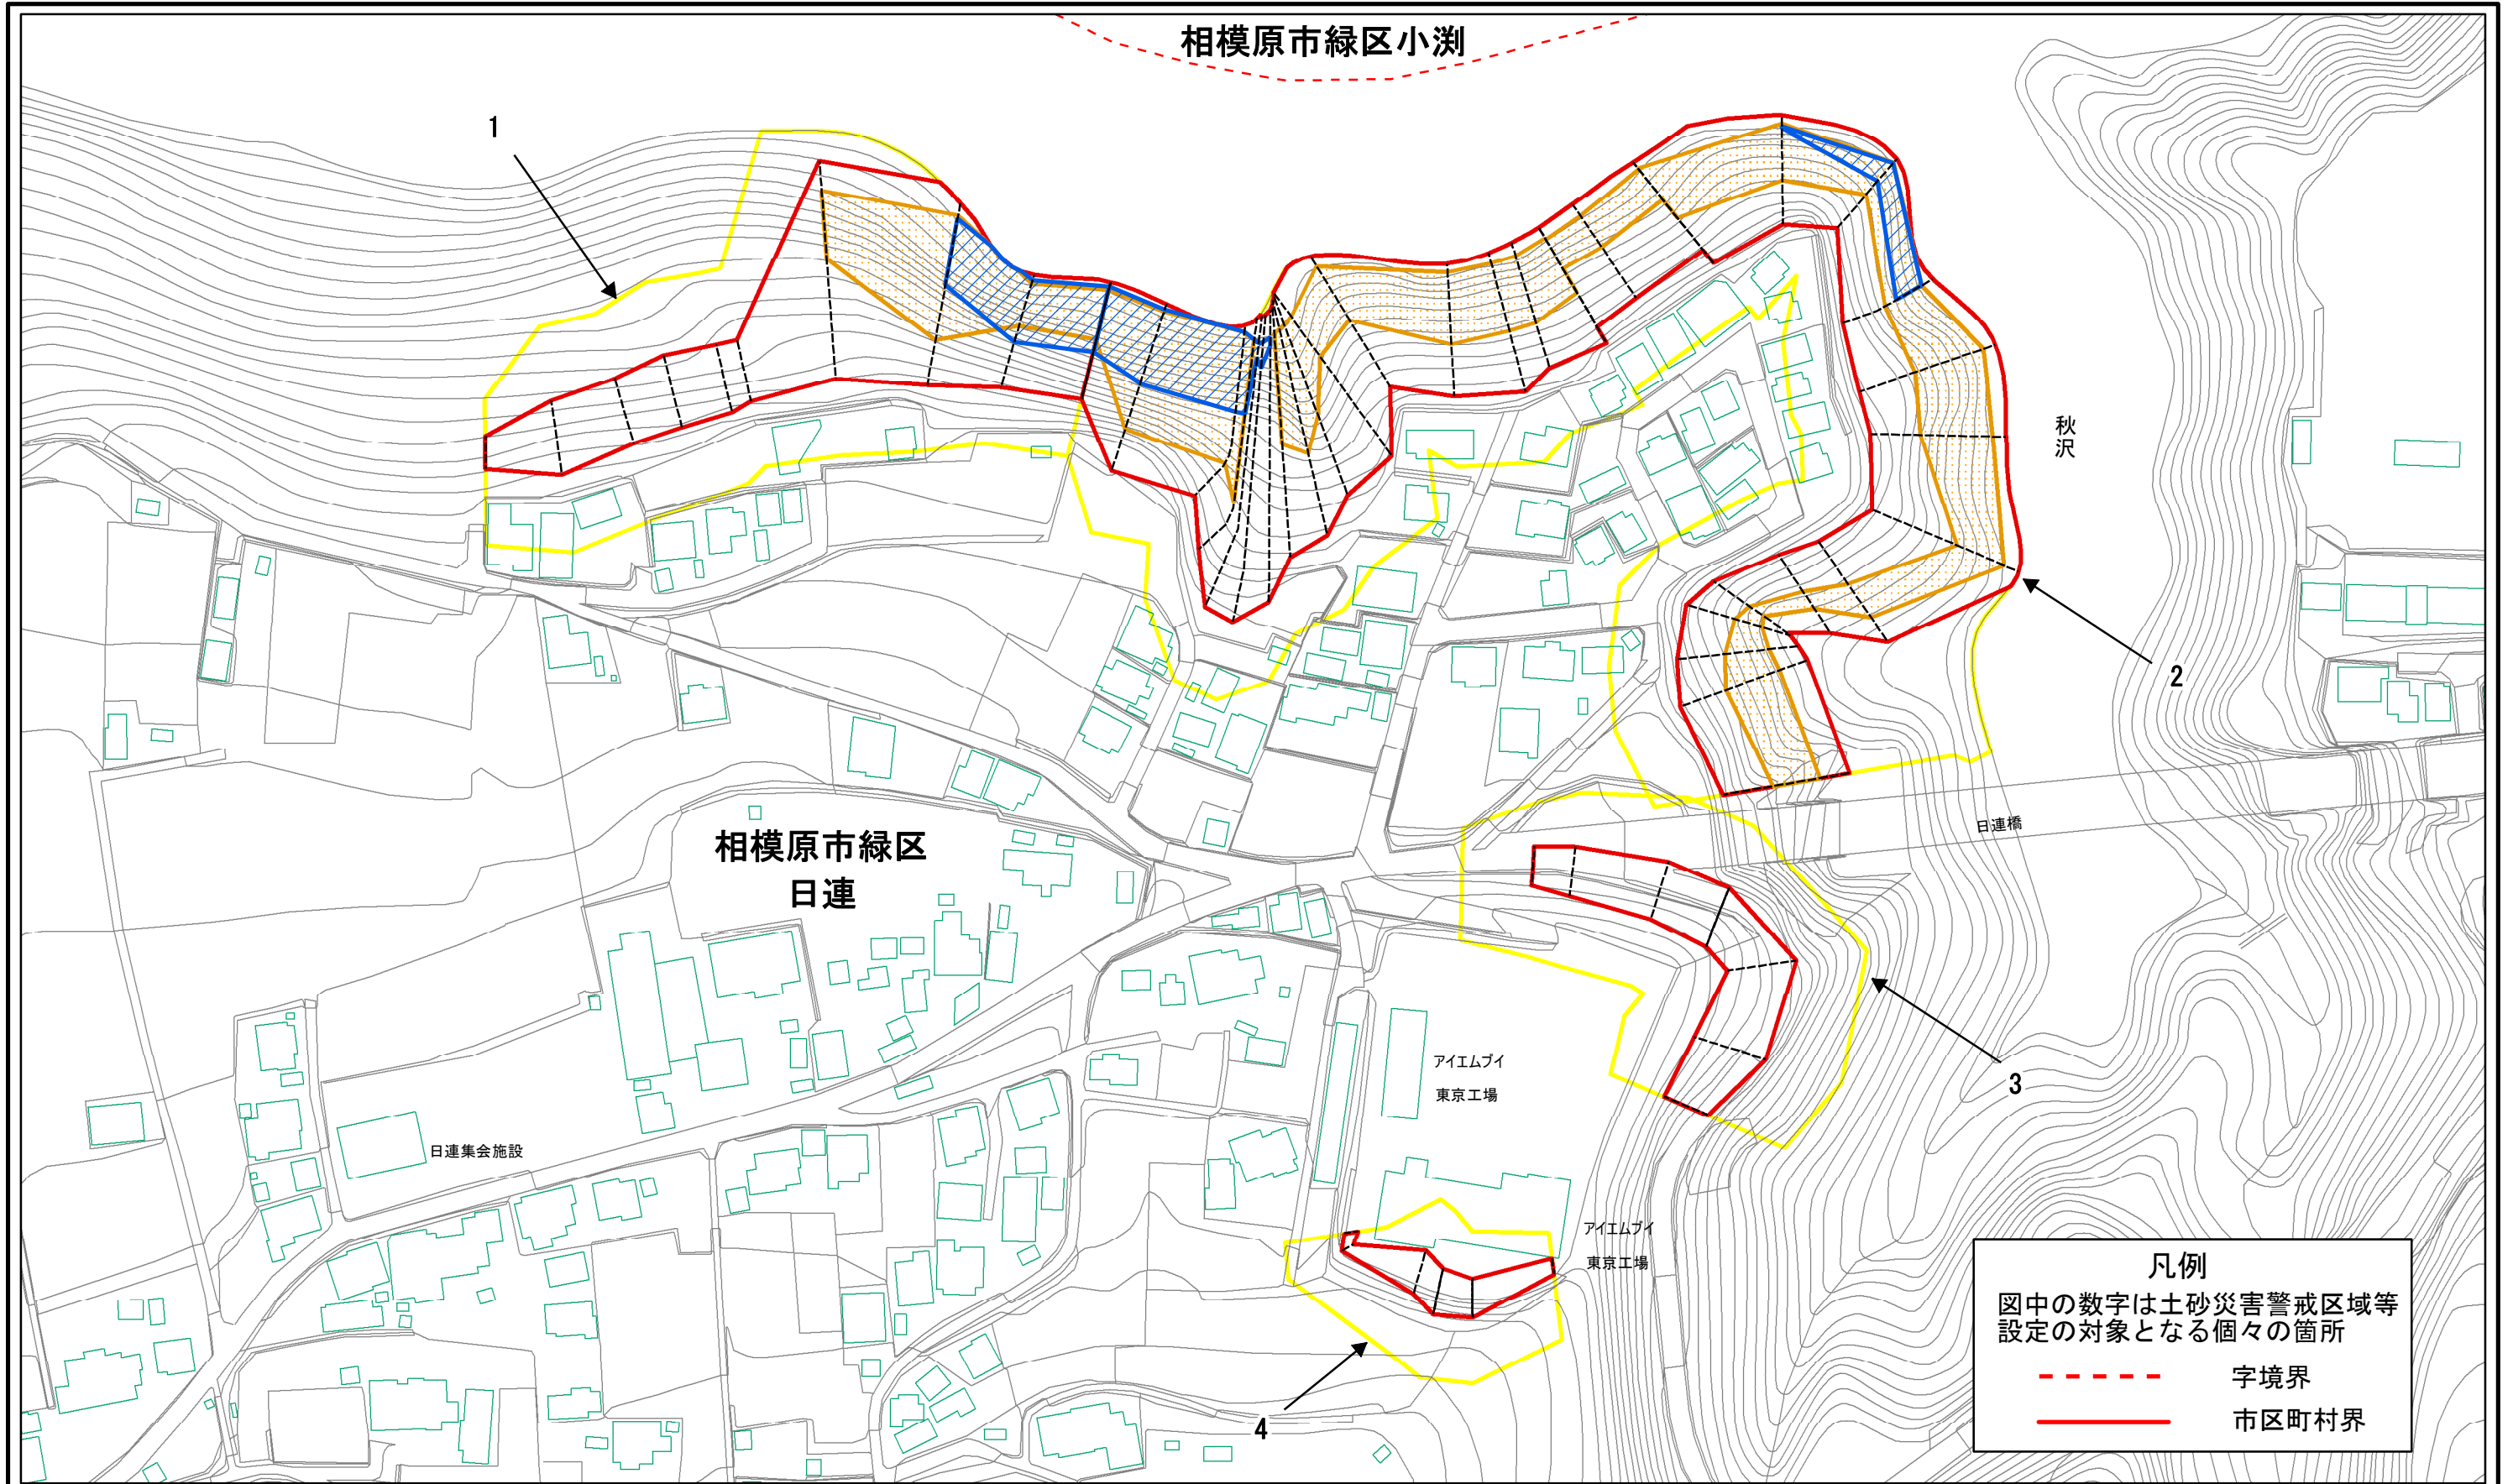 相模原市緑区小渕
1
秋沢
2
日連橋
相模原市緑区
日連
3
アイエムブイ
東京工場
日連集会施設
アイエムブイ
東京工場
4
凡例
図中の数字は土砂災害警戒区域等
設定の対象となる個々の箇所
字境界
市区町村界